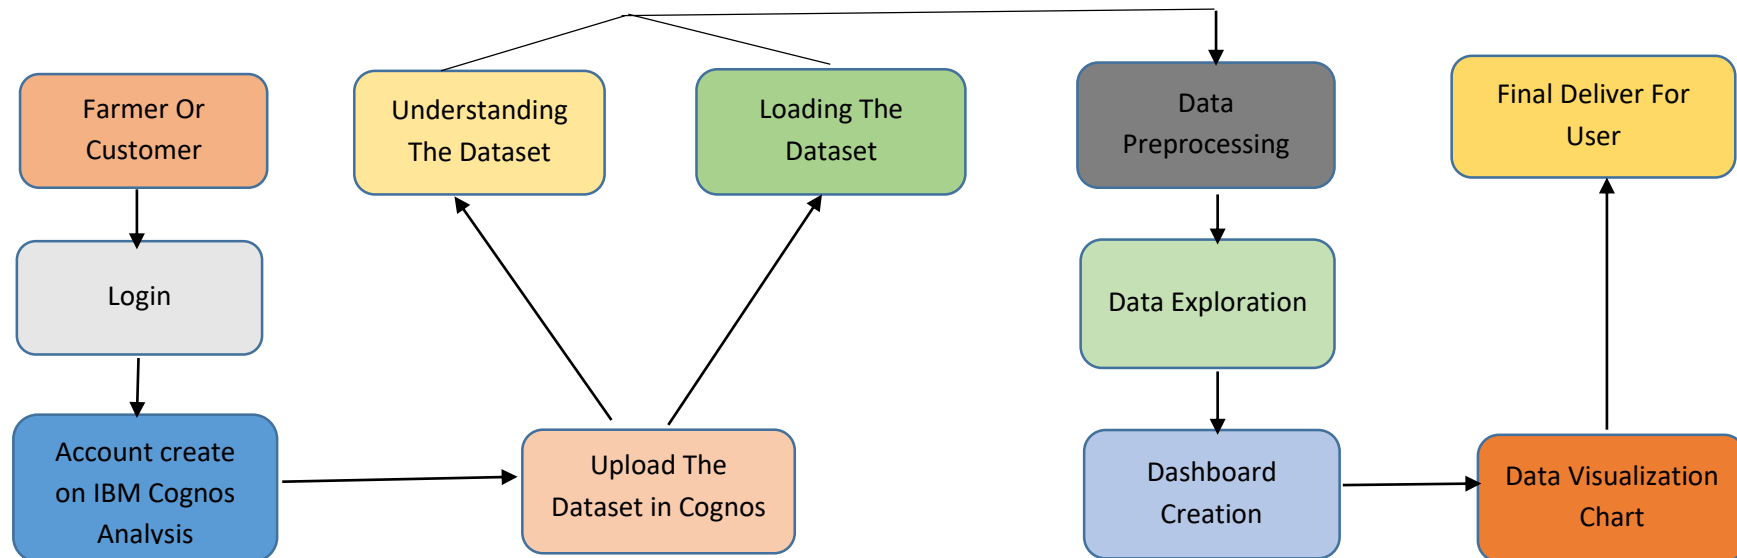 Farmer Or
Customer
Login
Account create
on IBM Cognos
Analysis
Understanding
The Dataset
Loading The
Dataset
Upload The
Dataset in Cognos
Data
Preprocessing
Data Exploration
Dashboard
Creation
Final Deliver For
User
Data Visualization
Chart